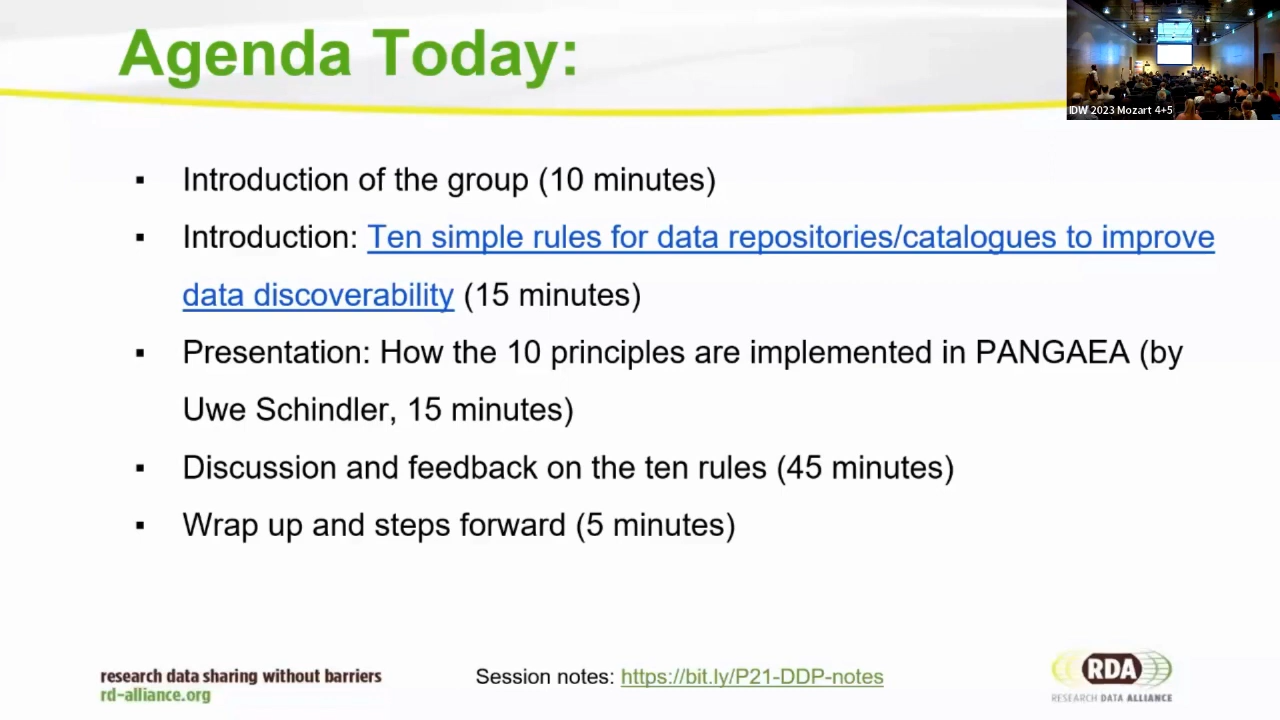 Agenda Today:
IDW 2023 Mozart 4+5
▪ Introduction of the group (10 minutes)
▪ Introduction: Ten simple rules for data repositories/catalogues to improve
data discoverability (15 minutes)
▪ Presentation: How the 10 principles are implemented in PANGAEA (by
Uwe Schindler, 15 minutes)
▪ Discussion and feedback on the ten rules (45 minutes)
▪ Wrap up and steps forward (5 minutes)
research data sharing without barriers
rd-alliance.org
Session notes: https://bit.ly/P21-DDP-notes
RDA
RESEARCH DATA ALLIANCE